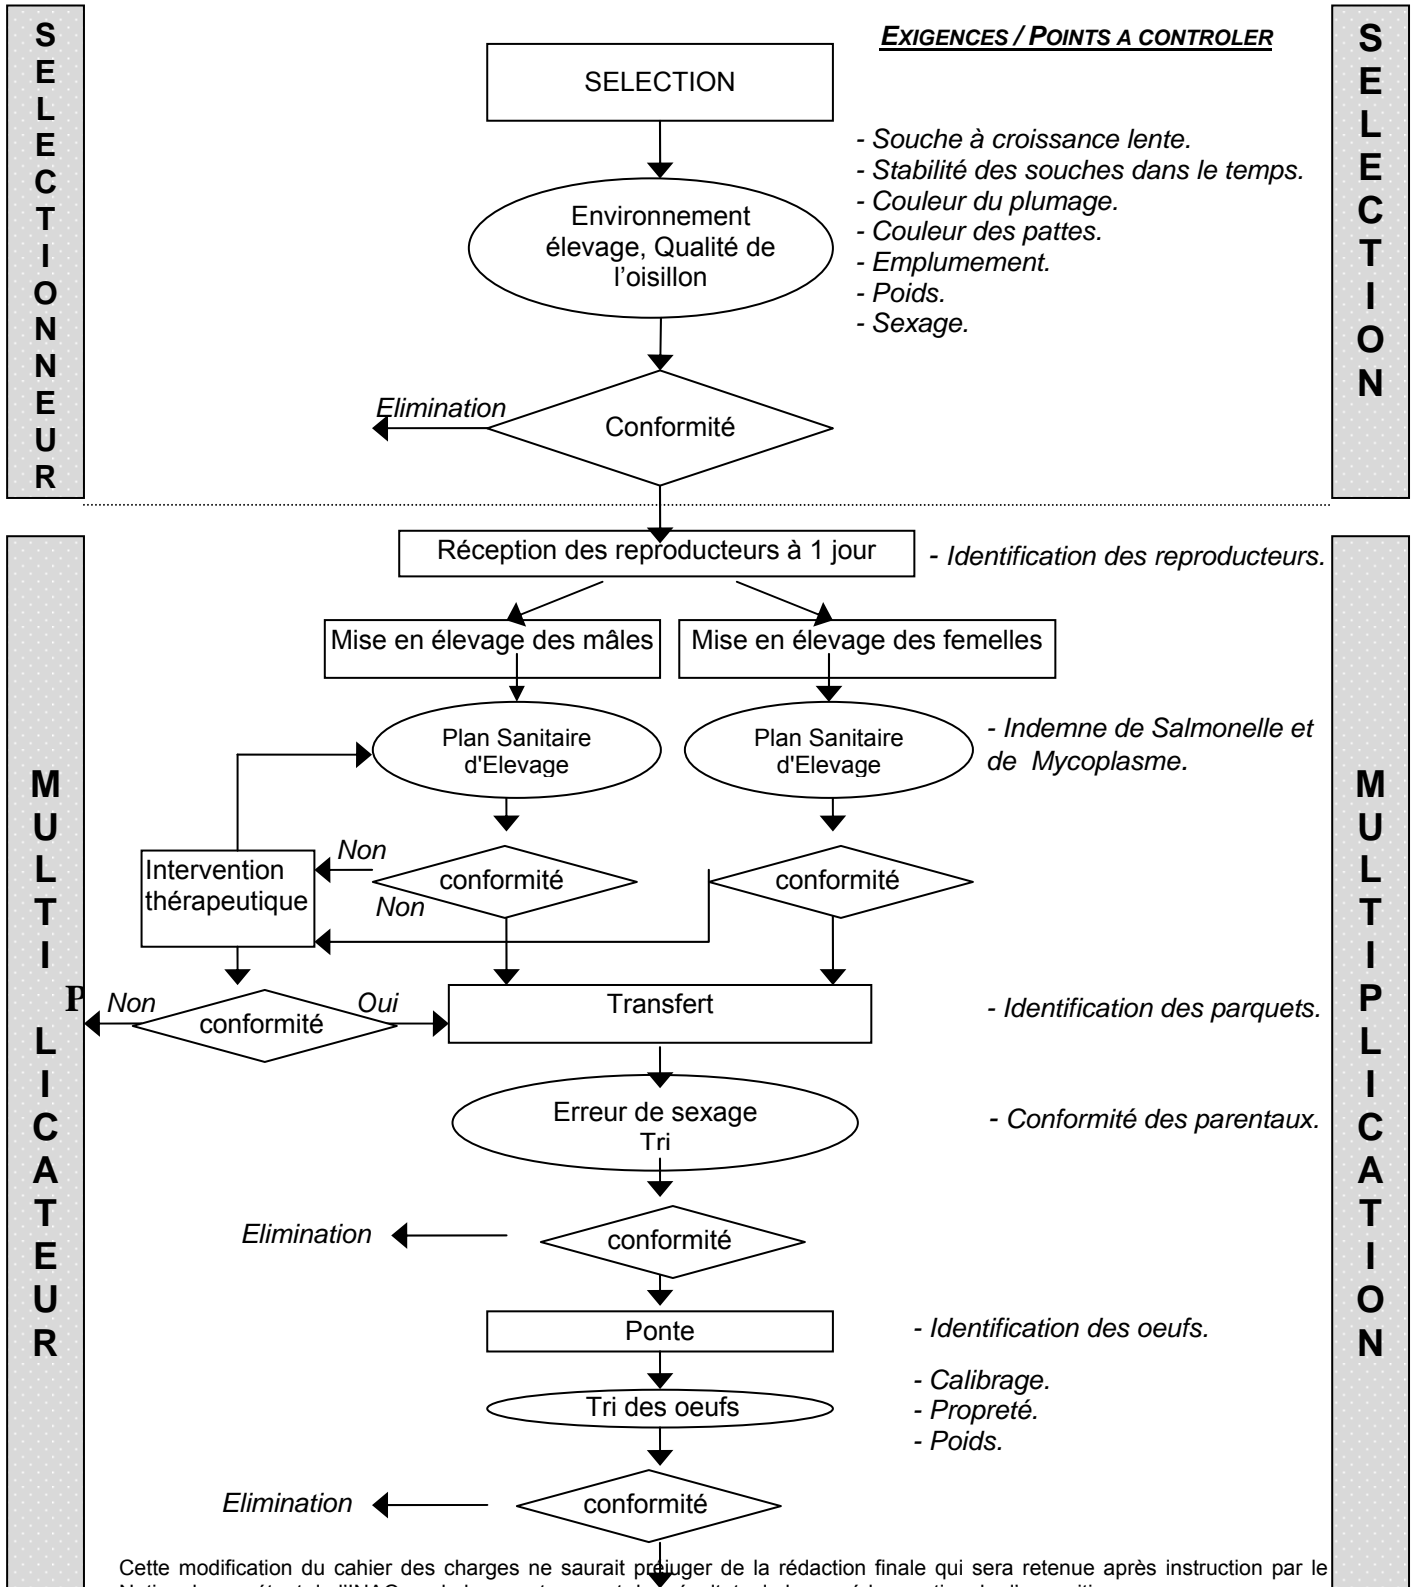 SELECTIONNEUR
EXIGENCES / POINTS A CONTROLER
SELECTION
SELECTION
- Souche à croissance lente.
- Stabilité des souches dans le temps.
- Couleur du plumage.
- Couleur des pattes.
- Emplumement.
- Poids.
- Sexage.
Environnement
élevage, Qualité de
l'oisillon
Elimination
Conformité
MULTIPLICATEUR
MULTIPLICATION
Réception des reproducteurs à 1 jour
- Identification des reproducteurs.
Mise en élevage des mâles
Mise en élevage des femelles
Plan Sanitaire
d'Elevage
Plan Sanitaire
d'Elevage
- Indemne de Salmonelle et
de Mycoplasme.
Non
Intervention
thérapeutique
conformité
conformité
Non
Non
conformité
Oui
Transfert
- Identification des parquets.
Erreur de sexage
Tri
- Conformité des parentaux.
Elimination
conformité
Ponte
- Identification des oeufs.
Tri des oeufs
- Calibrage.
- Propreté.
- Poids.
Elimination
conformité
Cette modification du cahier des charges ne saurait préjuger de la rédaction finale qui sera retenue après instruction par le